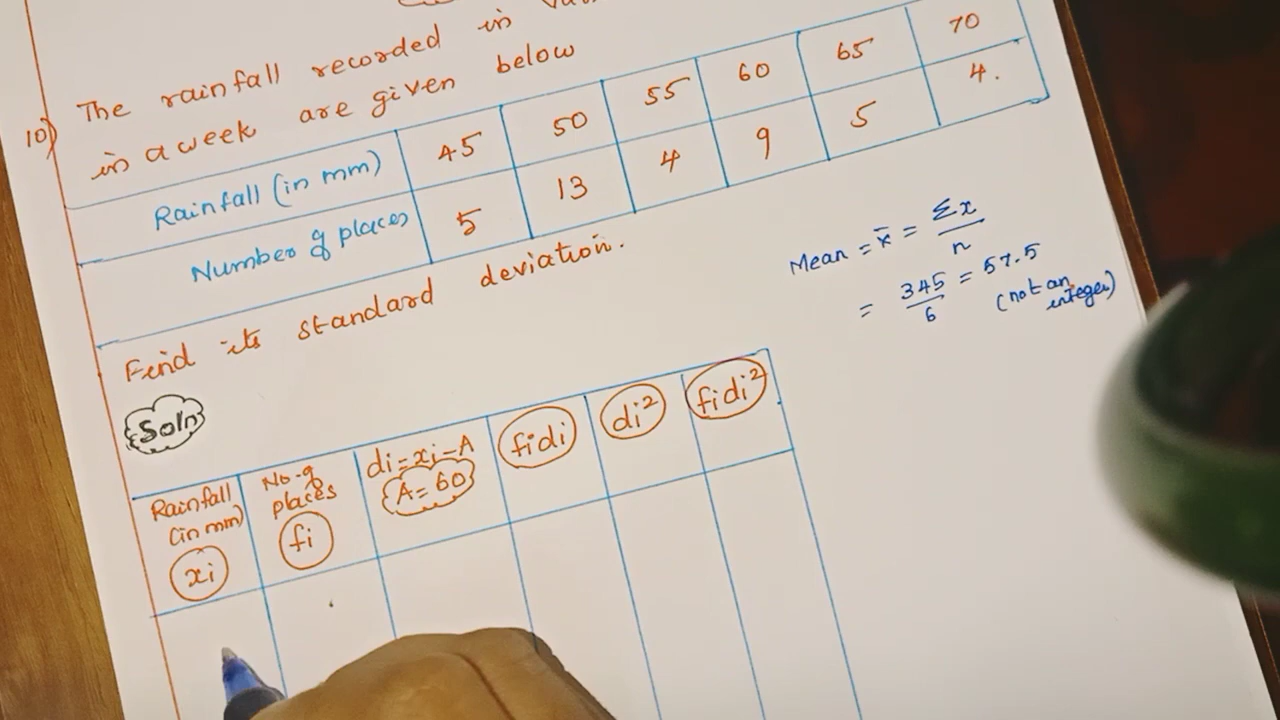 10) The rainfall recorded in
in a week are given below
Rainfall (in mm) 45 50 55 60 65 70
Number of places 5 13 4 9 5 4.
Find its standard deviation.
Mean = x̄ = Σx/n
= 345/6 = 57.5
(not an integer)
Soln
Rainfall (in mm) xi
No. of places fi
di = xi - A
A = 60
fidi
di²
fidi²